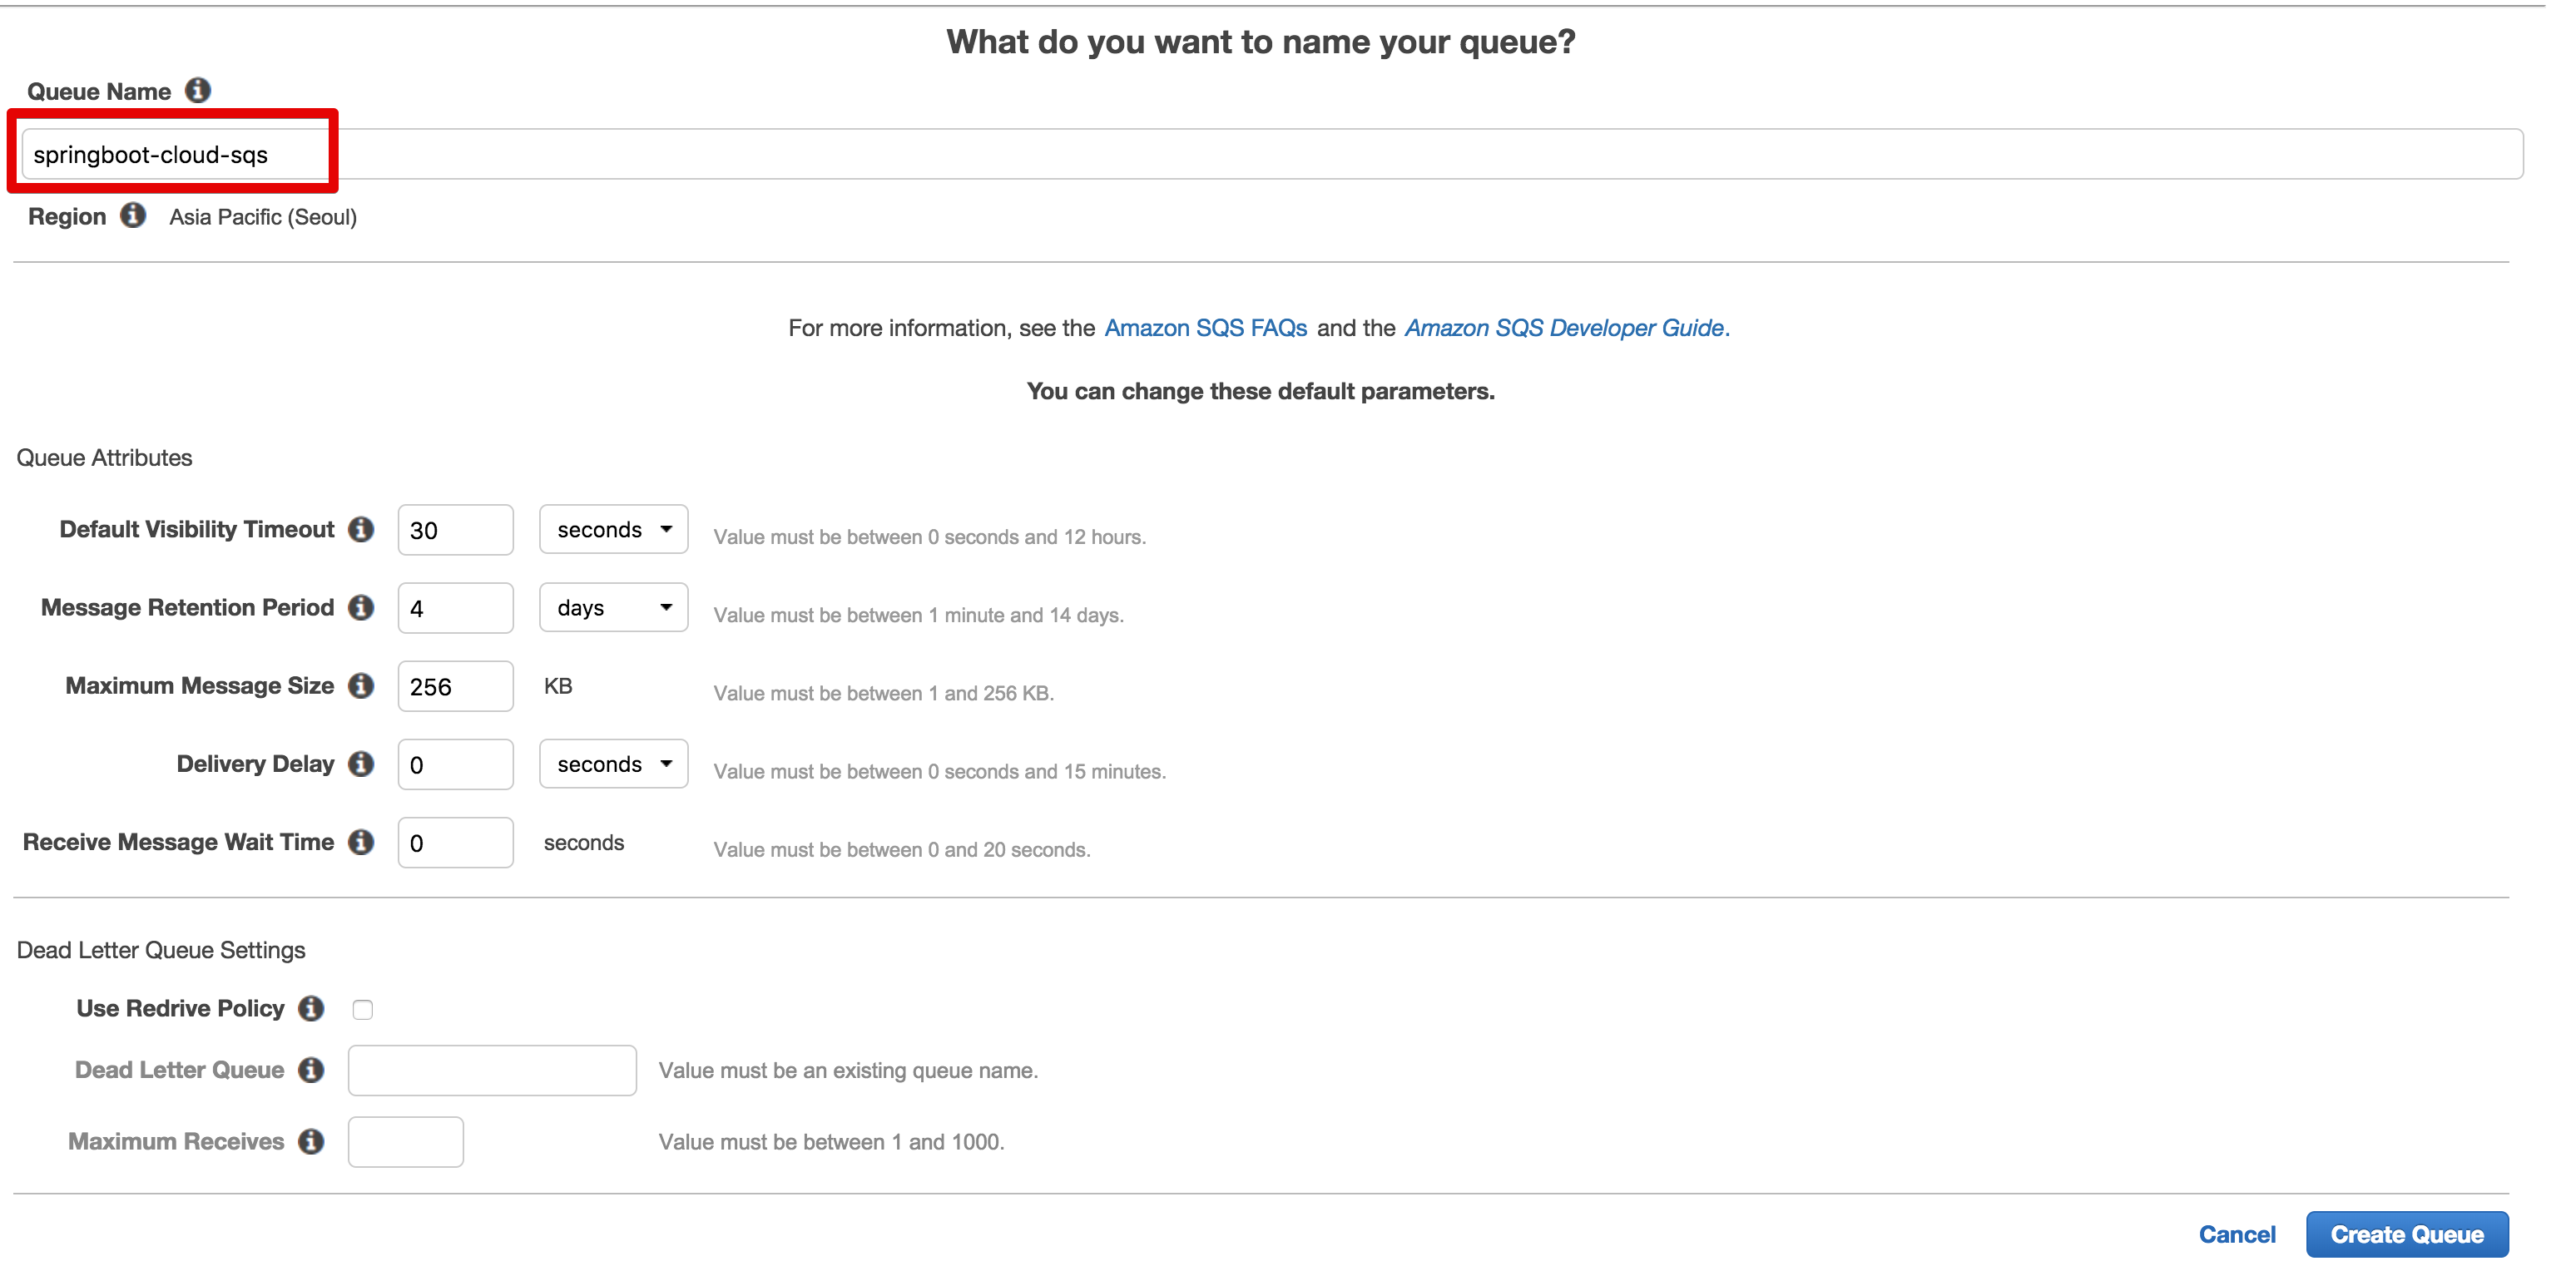 What do you want to name your queue?
Queue Name
springboot-cloud-sqs
Region Asia Pacific (Seoul)
For more information, see the Amazon SQS FAQs and the Amazon SQS Developer Guide.
You can change these default parameters.
Queue Attributes
Default Visibility Timeout 30 seconds Value must be between 0 seconds and 12 hours.
Message Retention Period 4 days Value must be between 1 minute and 14 days.
Maximum Message Size 256 KB Value must be between 1 and 256 KB.
Delivery Delay 0 seconds Value must be between 0 seconds and 15 minutes.
Receive Message Wait Time 0 seconds Value must be between 0 and 20 seconds.
Dead Letter Queue Settings
Use Redrive Policy
Dead Letter Queue Value must be an existing queue name.
Maximum Receives Value must be between 1 and 1000.
Cancel Create Queue